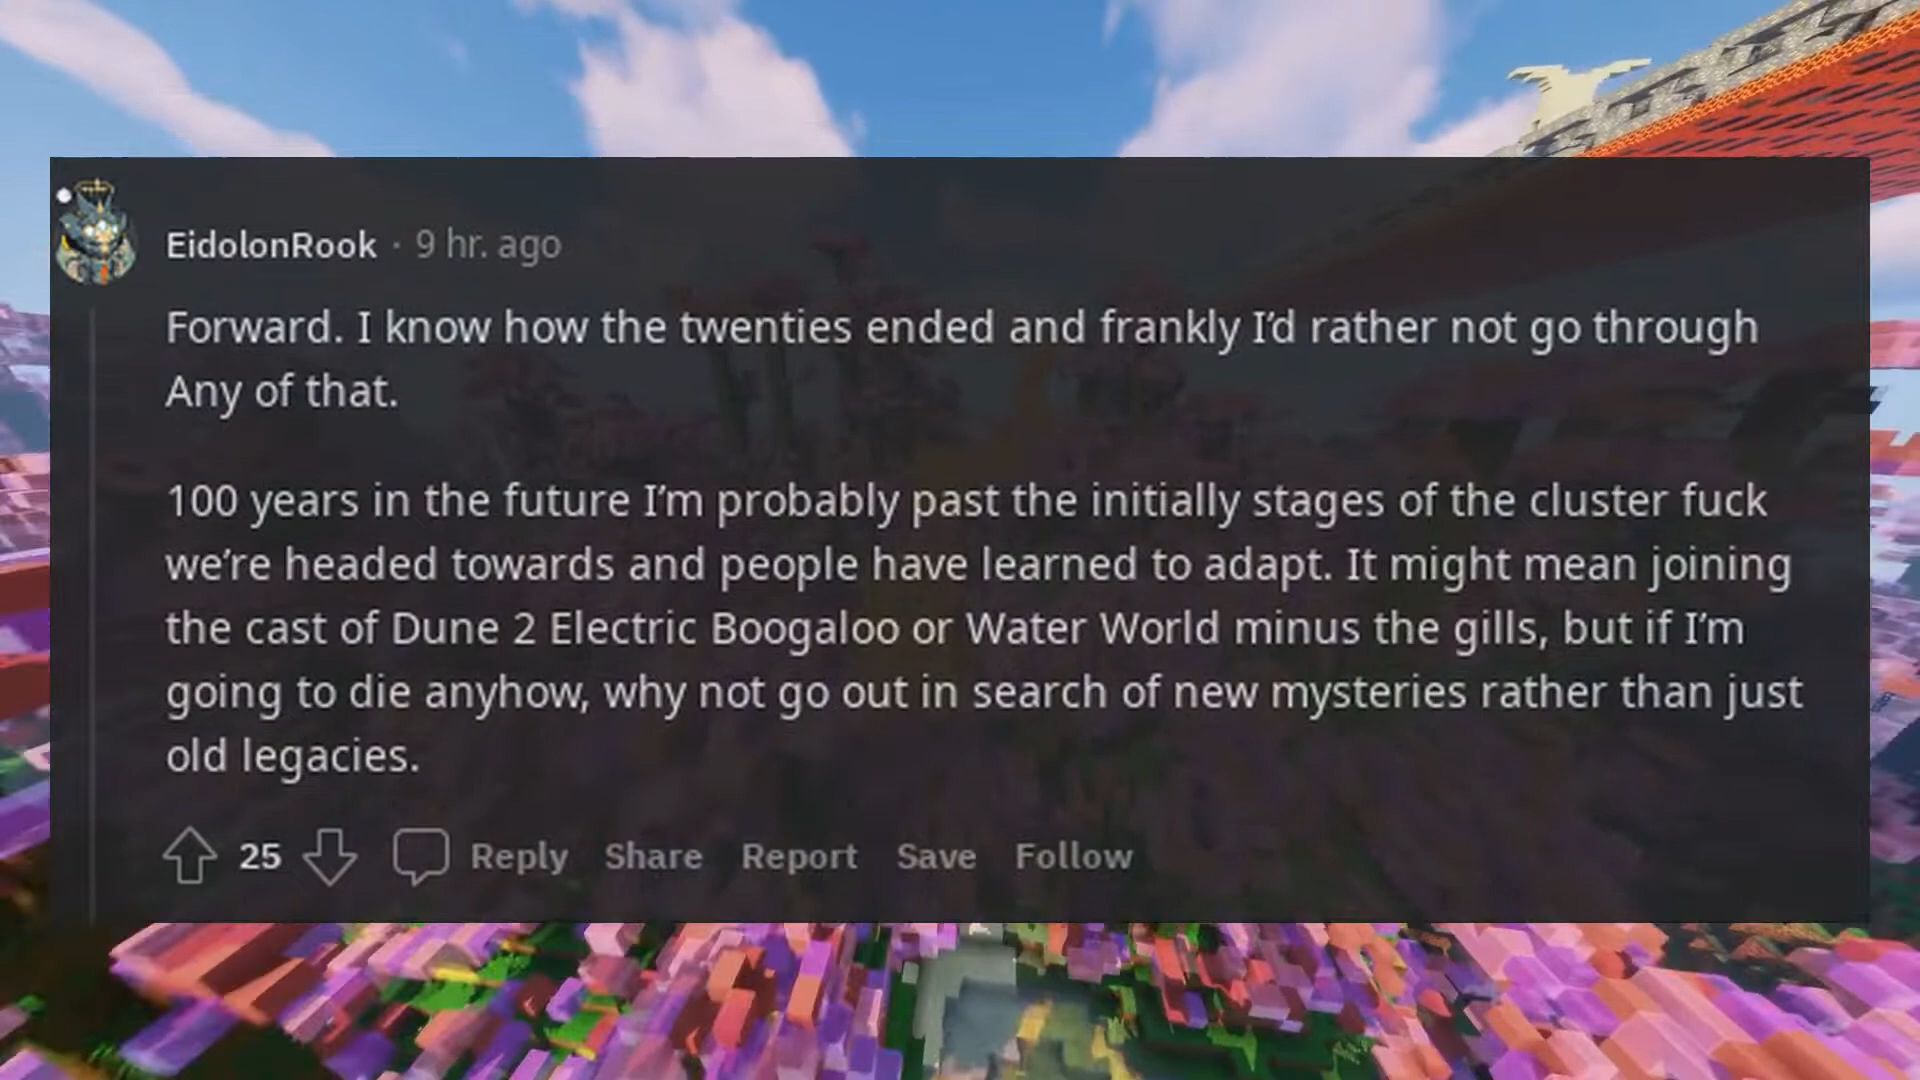 EidolonRook · 9 hr. ago
Forward. I know how the twenties ended and frankly I’d rather not go through
Any of that.
100 years in the future I’m probably past the initially stages of the cluster fuck
we’re headed towards and people have learned to adapt. It might mean joining
the cast of Dune 2 Electric Boogaloo or Water World minus the gills, but if I’m
going to die anyhow, why not go out in search of new mysteries rather than just
old legacies.
25 Reply Share Report Save Follow